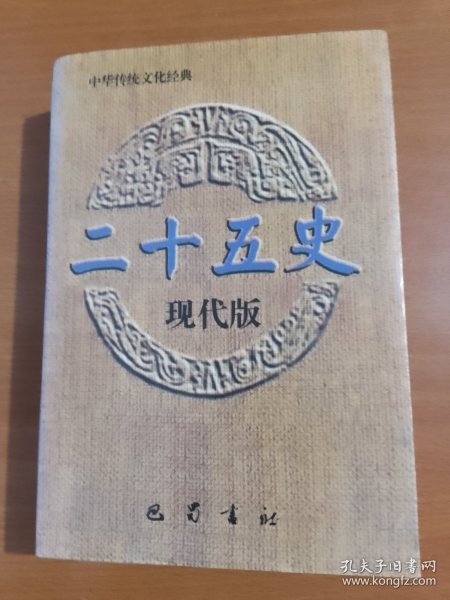 中华传统文化经典
二十五史
现代版
巴蜀书社
孔夫子旧书网
www.kongfz.com